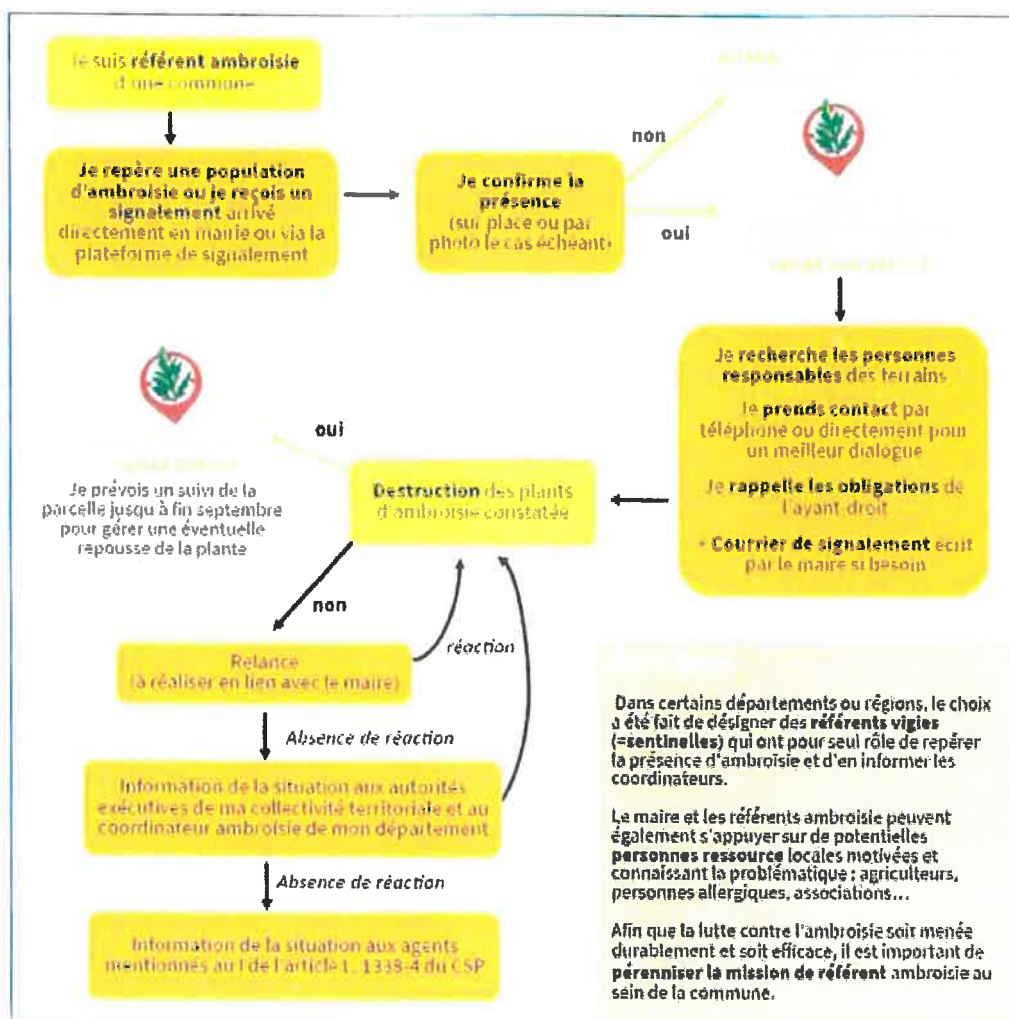 Je suis référent ambroisie
d'une commune
Je repère une population
d'ambroisie ou je reçois un
signalement arrivé
directement en mairie ou via la
plateforme de signalement
Je confirme la
présence
(sur place ou par
photo le cas échéant)
non
oui
Je recherche les personnes
responsables des terrains
Je prends contact par
téléphone ou directement pour
un meilleur dialogue
Je rappelle les obligations de
l'ayant-droit
+ Courrier de signalement écrit
par le maire si besoin
Destruction des plants
d'ambroisie constatée
oui
Je prévois un suivi de la
parcelle jusqu'à fin septembre
pour gérer une éventuelle
repousse de la plante
non
Relance
(à réaliser en lien avec le maire)
réaction
Absence de réaction
Information de la situation aux autorités
exécutives de ma collectivité territoriale et au
coordinateur ambroisie de mon département
Absence de réaction
Information de la situation aux agents
mentionnés au I de l'article L. 1338-4 du CSP
Dans certains départements ou régions, le choix
a été fait de désigner des référents vigies
(=sentinelles) qui ont pour seul rôle de repérer
la présence d'ambroisie et d'en informer les
coordinateurs.
Le maire et les référents ambroisie peuvent
également s'appuyer sur de potentielles
personnes ressource locales motivées et
connaissant la problématique : agriculteurs,
personnes allergiques, associations...
Afin que la lutte contre l'ambroisie soit menée
durablement et soit efficace, il est important de
pérenniser la mission de référent ambroisie au
sein de la commune.